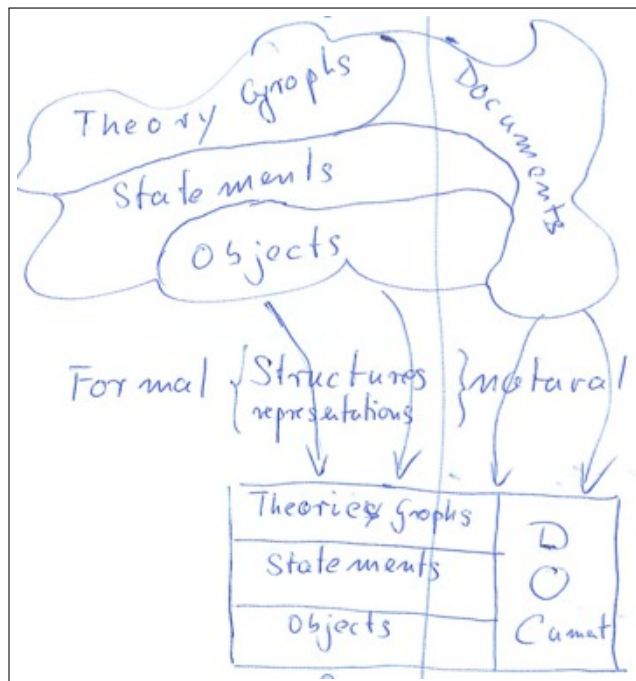 Theory Graphs
Documents
Statements
Objects
Formal { Structures } natural
{ representations
Theories graphs
Statements
Objects
D
O
Cumat